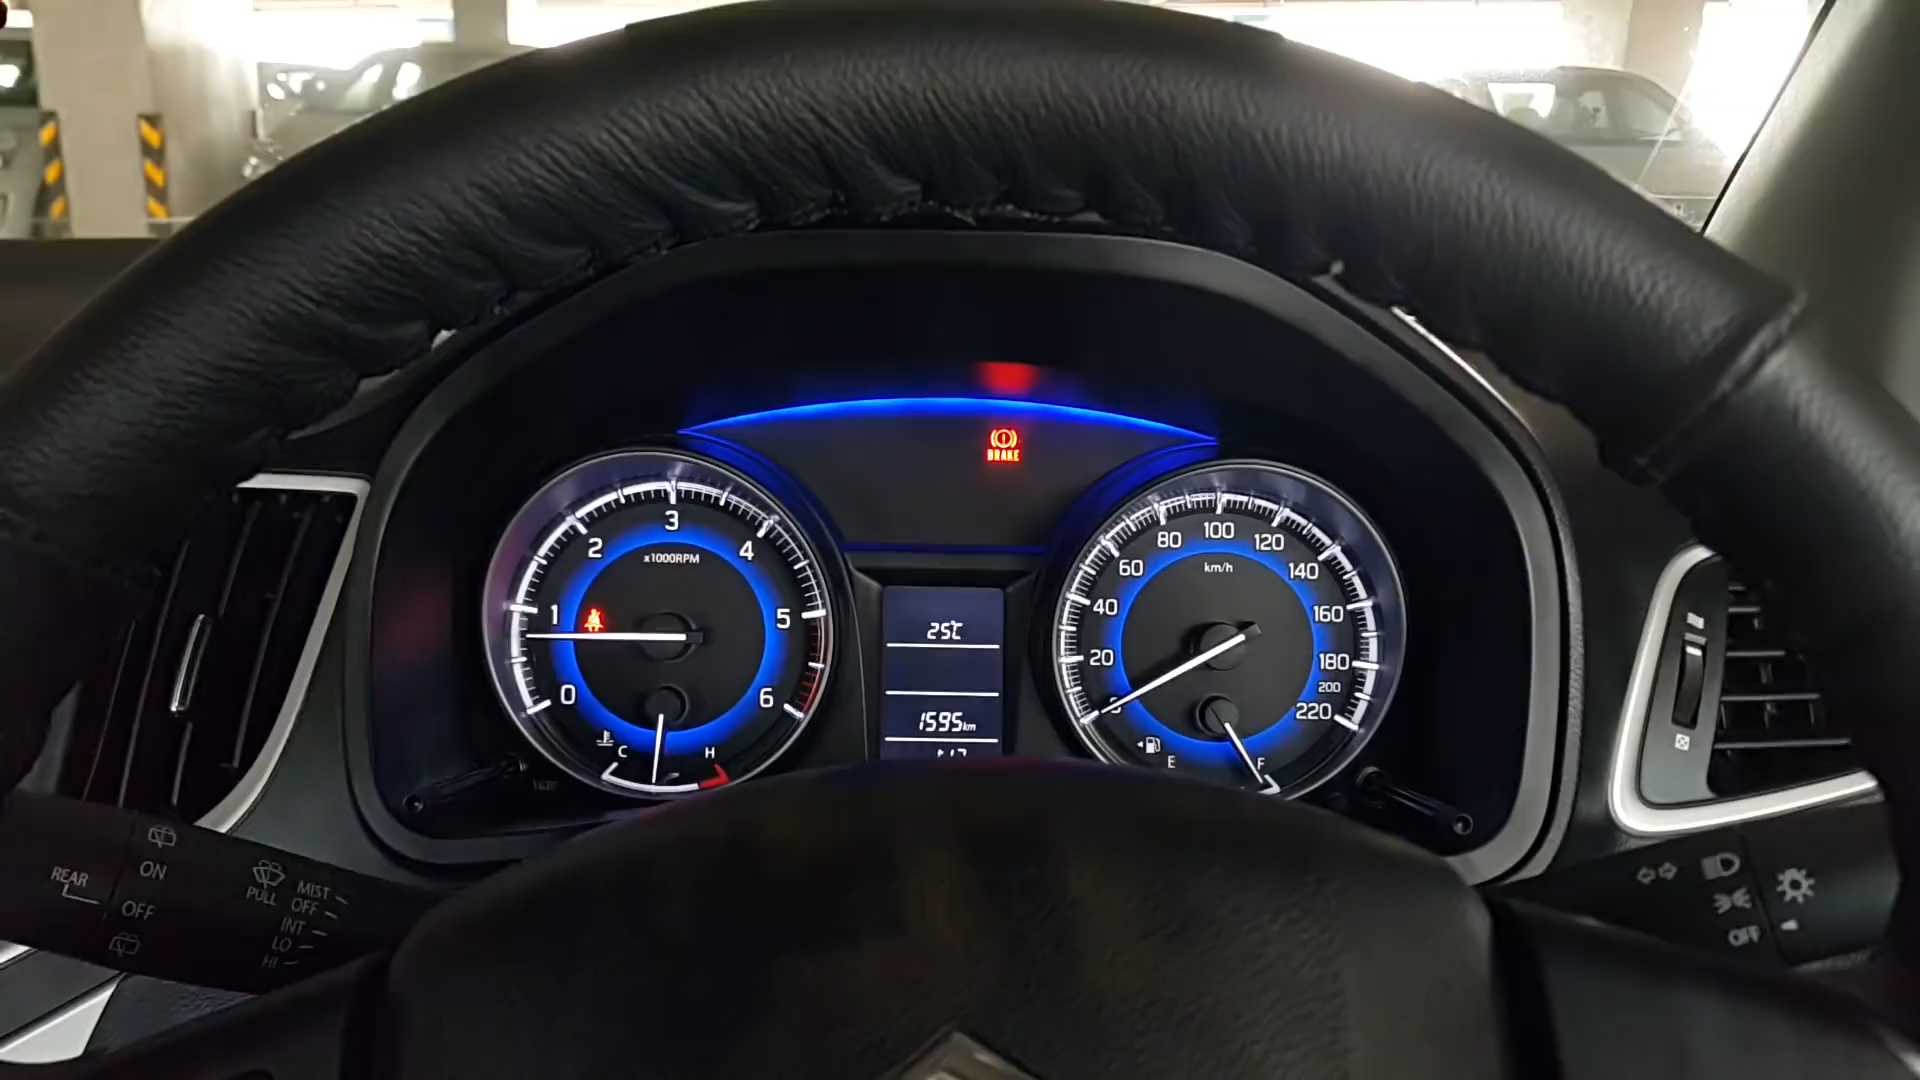 BRAKE
3
2
4
x1000RPM
1
5
0
6
C
H
25℃
1595km
100
80
120
km/h
60
140
40
160
20
180
200
220
E
F
REAR
ON
OFF
PULL
MIST
OFF
INT
LO
HI
OFF